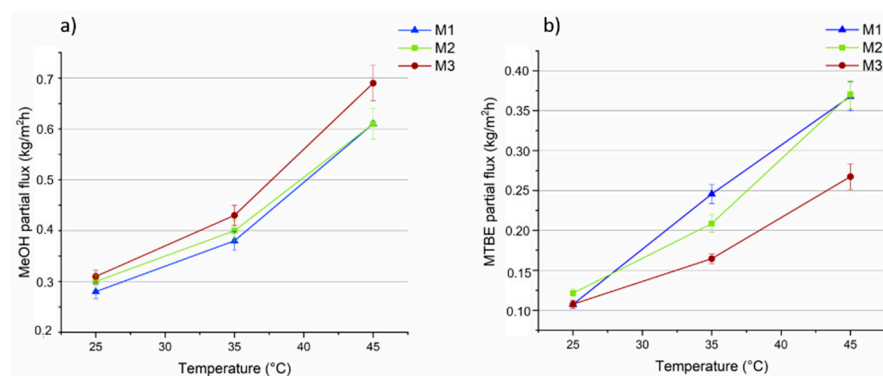 a)
M1
M2
M3
MeOH partial flux (kg/m²h)
0.7
0.6
0.5
0.4
0.3
0.2
25 35 45
Temperature (°C)
b)
M1
M2
M3
MTBE partial flux (kg/m²h)
0.40
0.35
0.30
0.25
0.20
0.15
0.10
25 30 35 40 45
Temperature (°C)